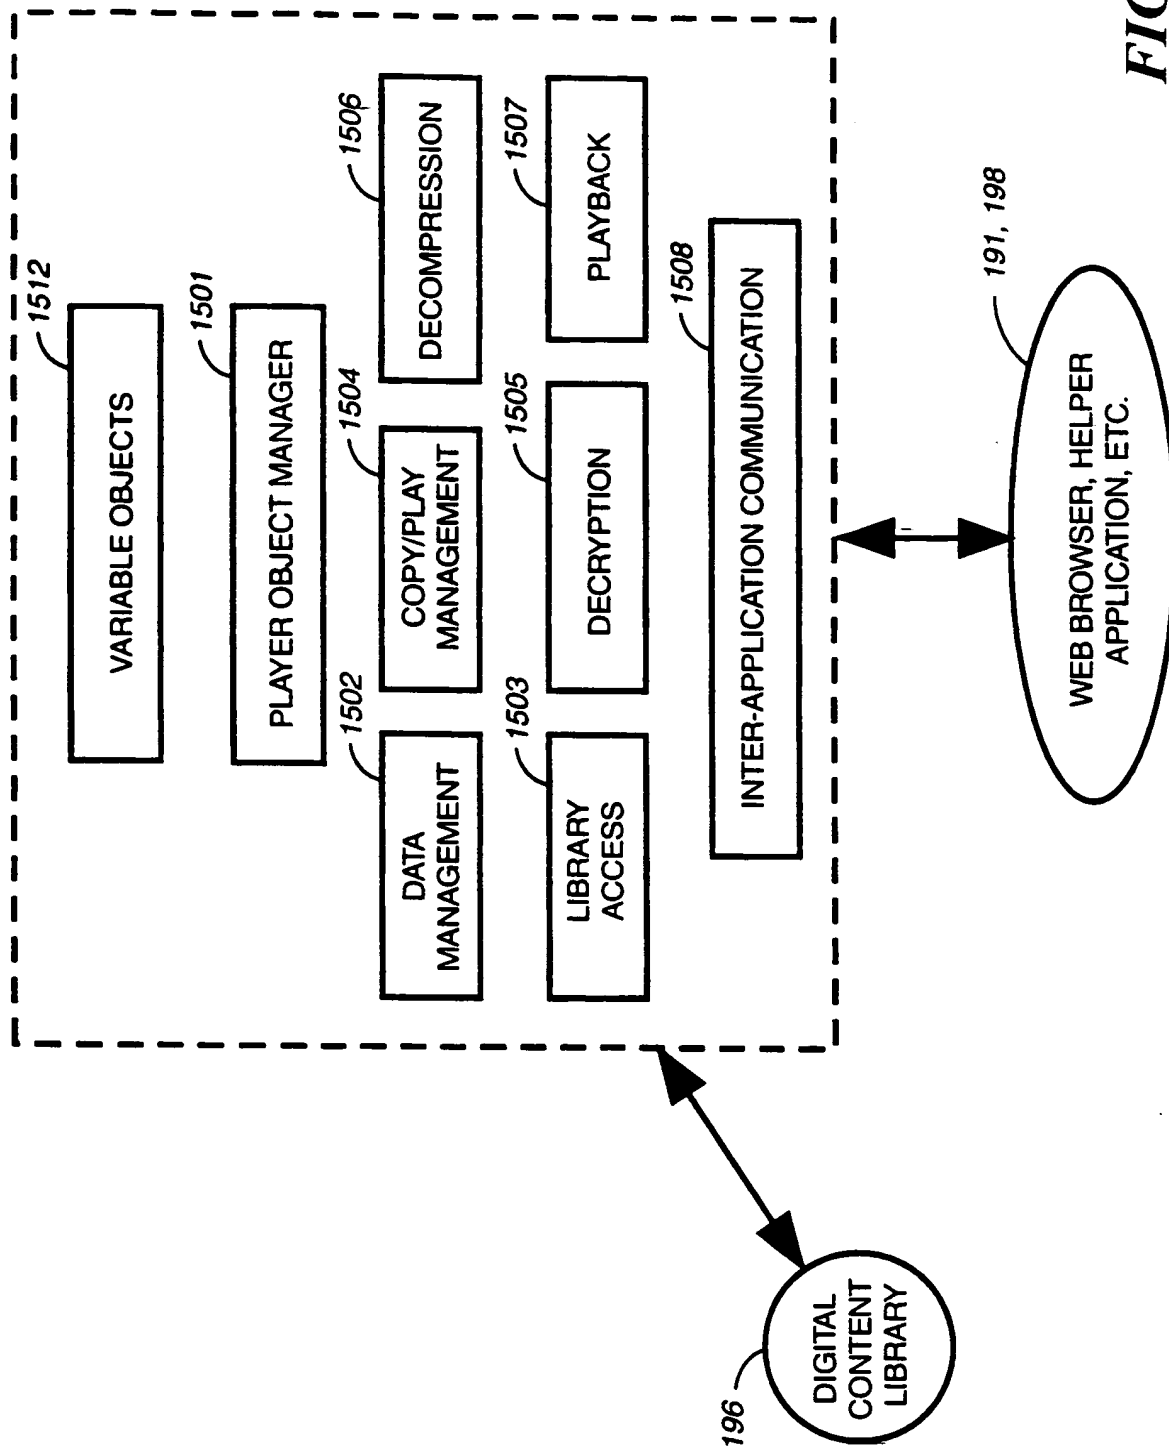 1512
VARIABLE OBJECTS
1501
PLAYER OBJECT MANAGER
1502
DATA
MANAGEMENT
1504
COPY/PLAY
MANAGEMENT
1506
DECOMPRESSION
1503
LIBRARY
ACCESS
1505
DECRYPTION
1507
PLAYBACK
1508
INTER-APPLICATION COMMUNICATION
196
DIGITAL
CONTENT
LIBRARY
191, 198
WEB BROWSER, HELPER
APPLICATION, ETC.